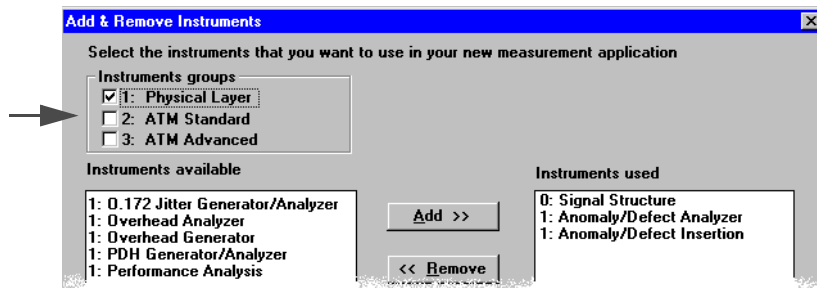 Add & Remove Instruments
Select the instruments that you want to use in your new measurement application
Instruments groups
1: Physical Layer
2: ATM Standard
3: ATM Advanced
Instruments available
1: O.172 Jitter Generator/Analyzer
1: Overhead Analyzer
1: Overhead Generator
1: PDH Generator/Analyzer
1: Performance Analysis
Add >>
<< Remove
Instruments used
0: Signal Structure
1: Anomaly/Defect Analyzer
1: Anomaly/Defect Insertion